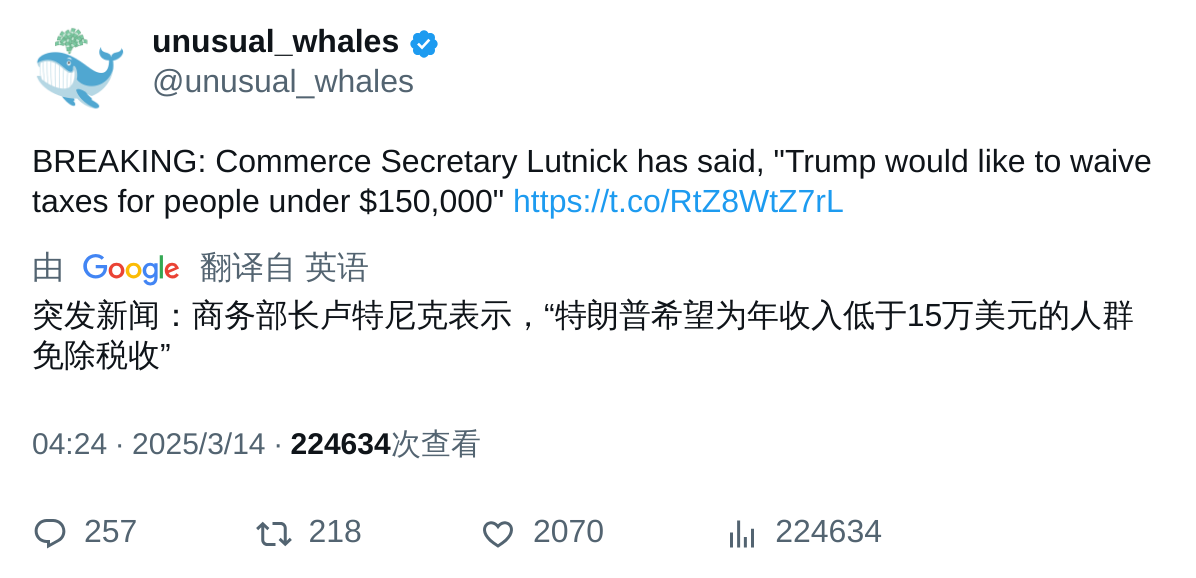 unusual_whales
@unusual_whales
BREAKING: Commerce Secretary Lutnick has said, "Trump would like to waive
taxes for people under $150,000" https://t.co/RtZ8WtZ7rL
由 Google 翻译自 英语
突发新闻：商务部长卢特尼克表示，“特朗普希望为年收入低于15万美元的人群
免除税收”
04:24 · 2025/3/14 · 224634次查看
257 218 2070 224634